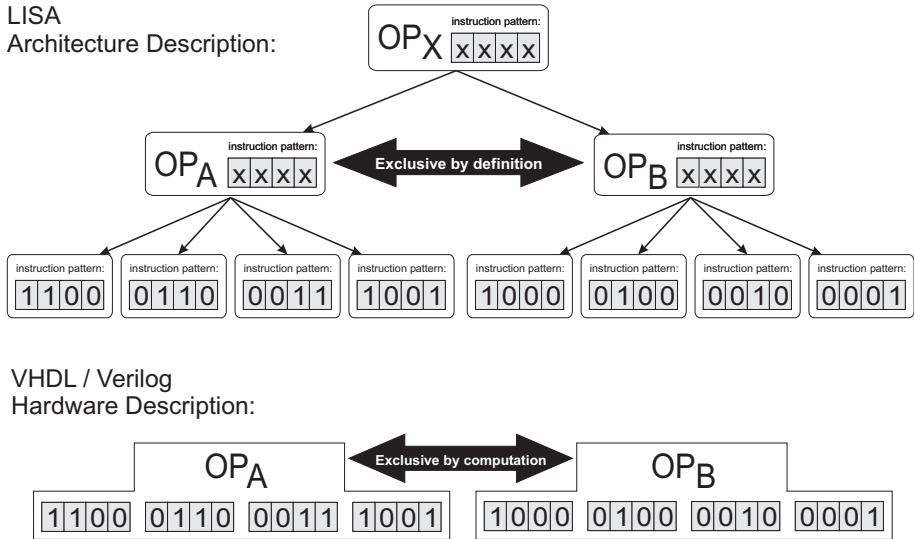 LISA
Architecture Description:
OPX
instruction pattern:
x x x x
OPA
instruction pattern:
x x x x
Exclusive by definition
OPB
instruction pattern:
x x x x
instruction pattern:
1 1 0 0
instruction pattern:
0 1 1 0
instruction pattern:
0 0 1 1
instruction pattern:
1 0 0 1
instruction pattern:
1 0 0 0
instruction pattern:
0 1 0 0
instruction pattern:
0 0 1 0
instruction pattern:
0 0 0 1
VHDL / Verilog
Hardware Description:
OPA
Exclusive by computation
OPB
1 1 0 0 0 1 1 0 0 0 1 1 1 0 0 1
1 0 0 0 0 1 0 0 0 0 1 0 0 0 0 1